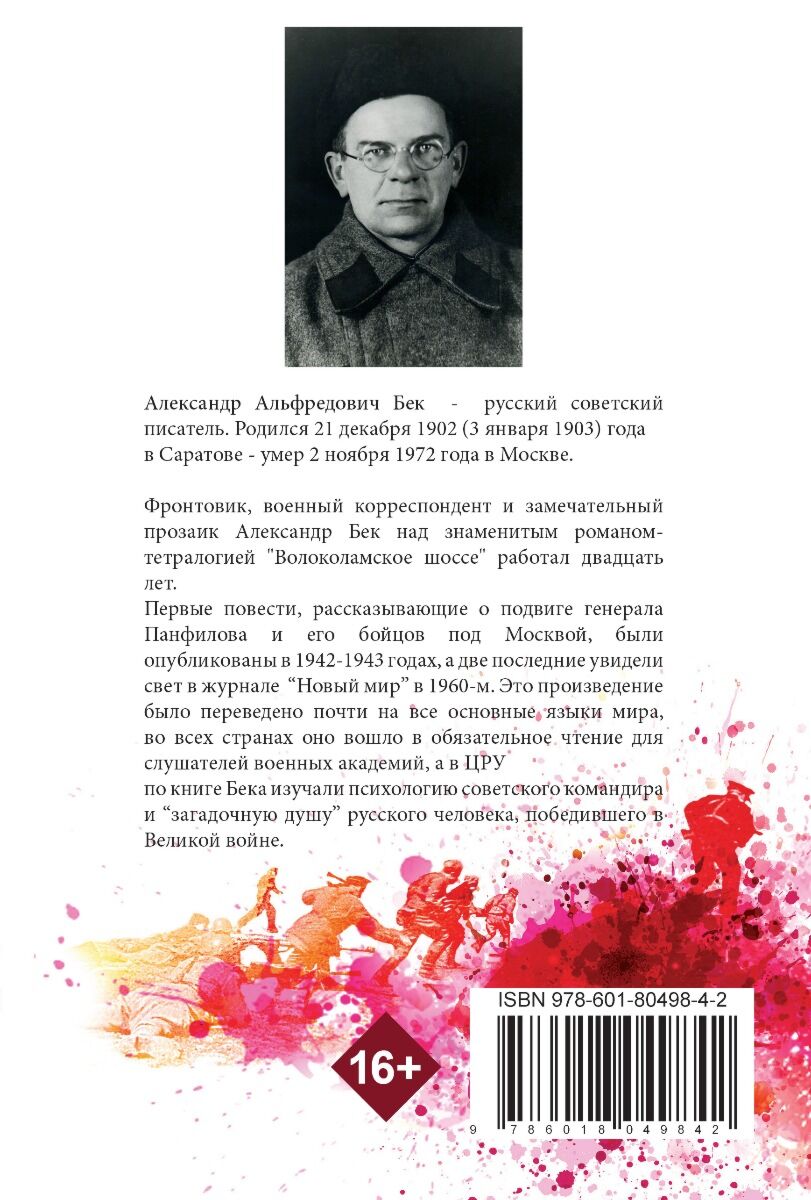 Александр Альфредович Бек - русский советский
писатель. Родился 21 декабря 1902 (3 января 1903) года
в Саратове - умер 2 ноября 1972 года в Москве.
Фронтовик, военный корреспондент и замечательный
прозаик Александр Бек над знаменитым романом-
тетралогией "Волоколамское шоссе" работал двадцать
лет.
Первые повести, рассказывающие о подвиге генерала
Панфилова и его бойцов под Москвой, были
опубликованы в 1942-1943 годах, а две последние увидели
свет в журнале “Новый мир” в 1960-м. Это произведение
было переведено почти на все основные языки мира,
во всех странах оно вошло в обязательное чтение для
слушателей военных академий, а в ЦРУ
по книге Бека изучали психологию советского командира
и “загадочную душу” русского человека, победившего в
Великой войне.
ISBN 978-601-80498-4-2
16+
9 786018 049842